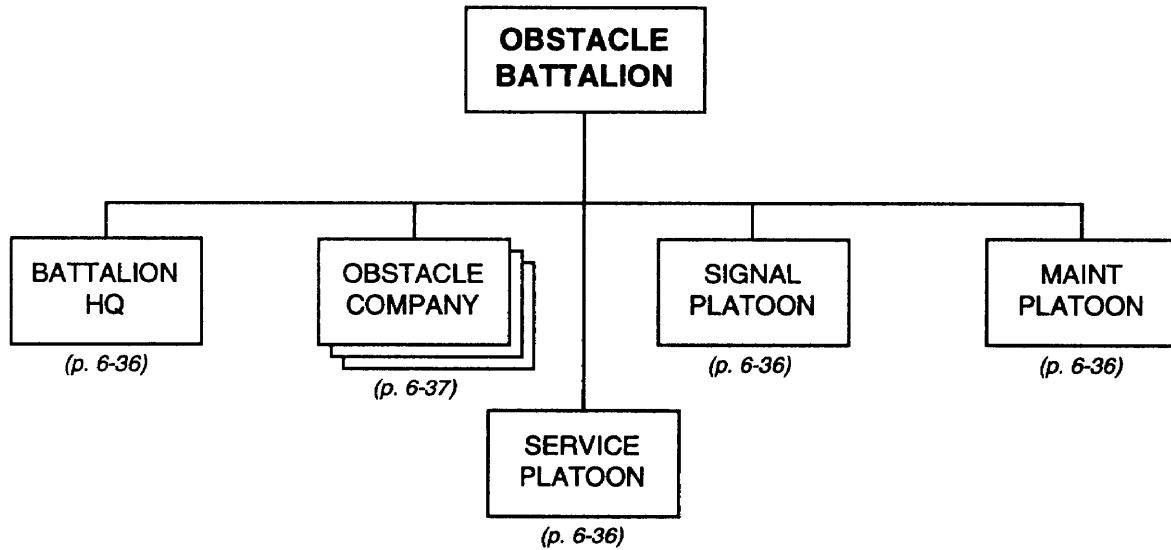 OBSTACLE
BATTALION
BATTALION
HQ
(p. 6-36)
OBSTACLE
COMPANY
(p. 6-37)
SIGNAL
PLATOON
(p. 6-36)
MAINT
PLATOON
(p. 6-36)
SERVICE
PLATOON
(p. 6-36)